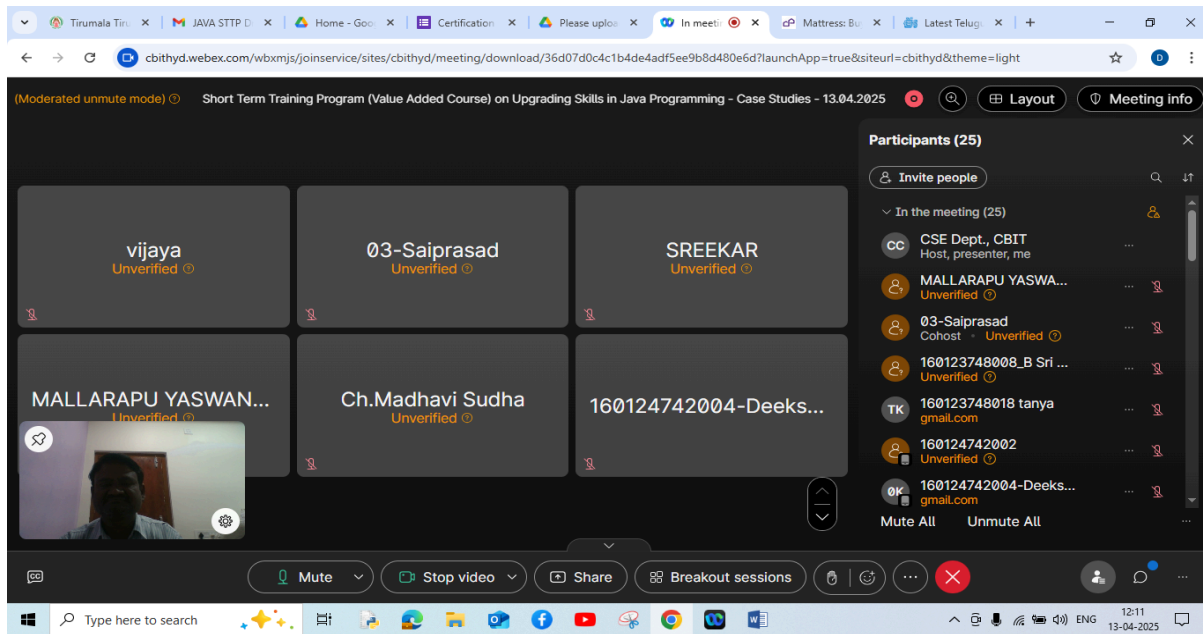 Tirumala Tiru
JAVA STTP D
Home - Goo
Certification
Please uploa
In meetin
Mattress: Bu
Latest Telugu
cbithyd.webex.com/wbxmjs/joinservice/sites/cbithyd/meeting/download/36d07d0c4c1b4de4adf5ee9b8d480e6d?launchApp=true&siteurl=cbithyd&theme=light
D
(Moderated unmute mode)
Short Term Training Program (Value Added Course) on Upgrading Skills in Java Programming - Case Studies - 13.04.2025
Layout
Meeting info
vijaya
Unverified
03-Saiprasad
Unverified
SREEKAR
Unverified
MALLARAPU YASWAN...
Unverified
Ch.Madhavi Sudha
Unverified
160124742004-Deeks...
Participants (25)
Invite people
In the meeting (25)
CC
CSE Dept., CBIT
Host, presenter, me
MALLARAPU YASWA...
Unverified
03-Saiprasad
Cohost Unverified
160123748008_B Sri ...
Unverified
TK
160123748018 tanya
gmail.com
160124742002
Unverified
0K
160124742004-Deeks...
gmail.com
Mute All
Unmute All
CC
Mute
Stop video
Share
Breakout sessions
Type here to search
ENG
12:11
13-04-2025